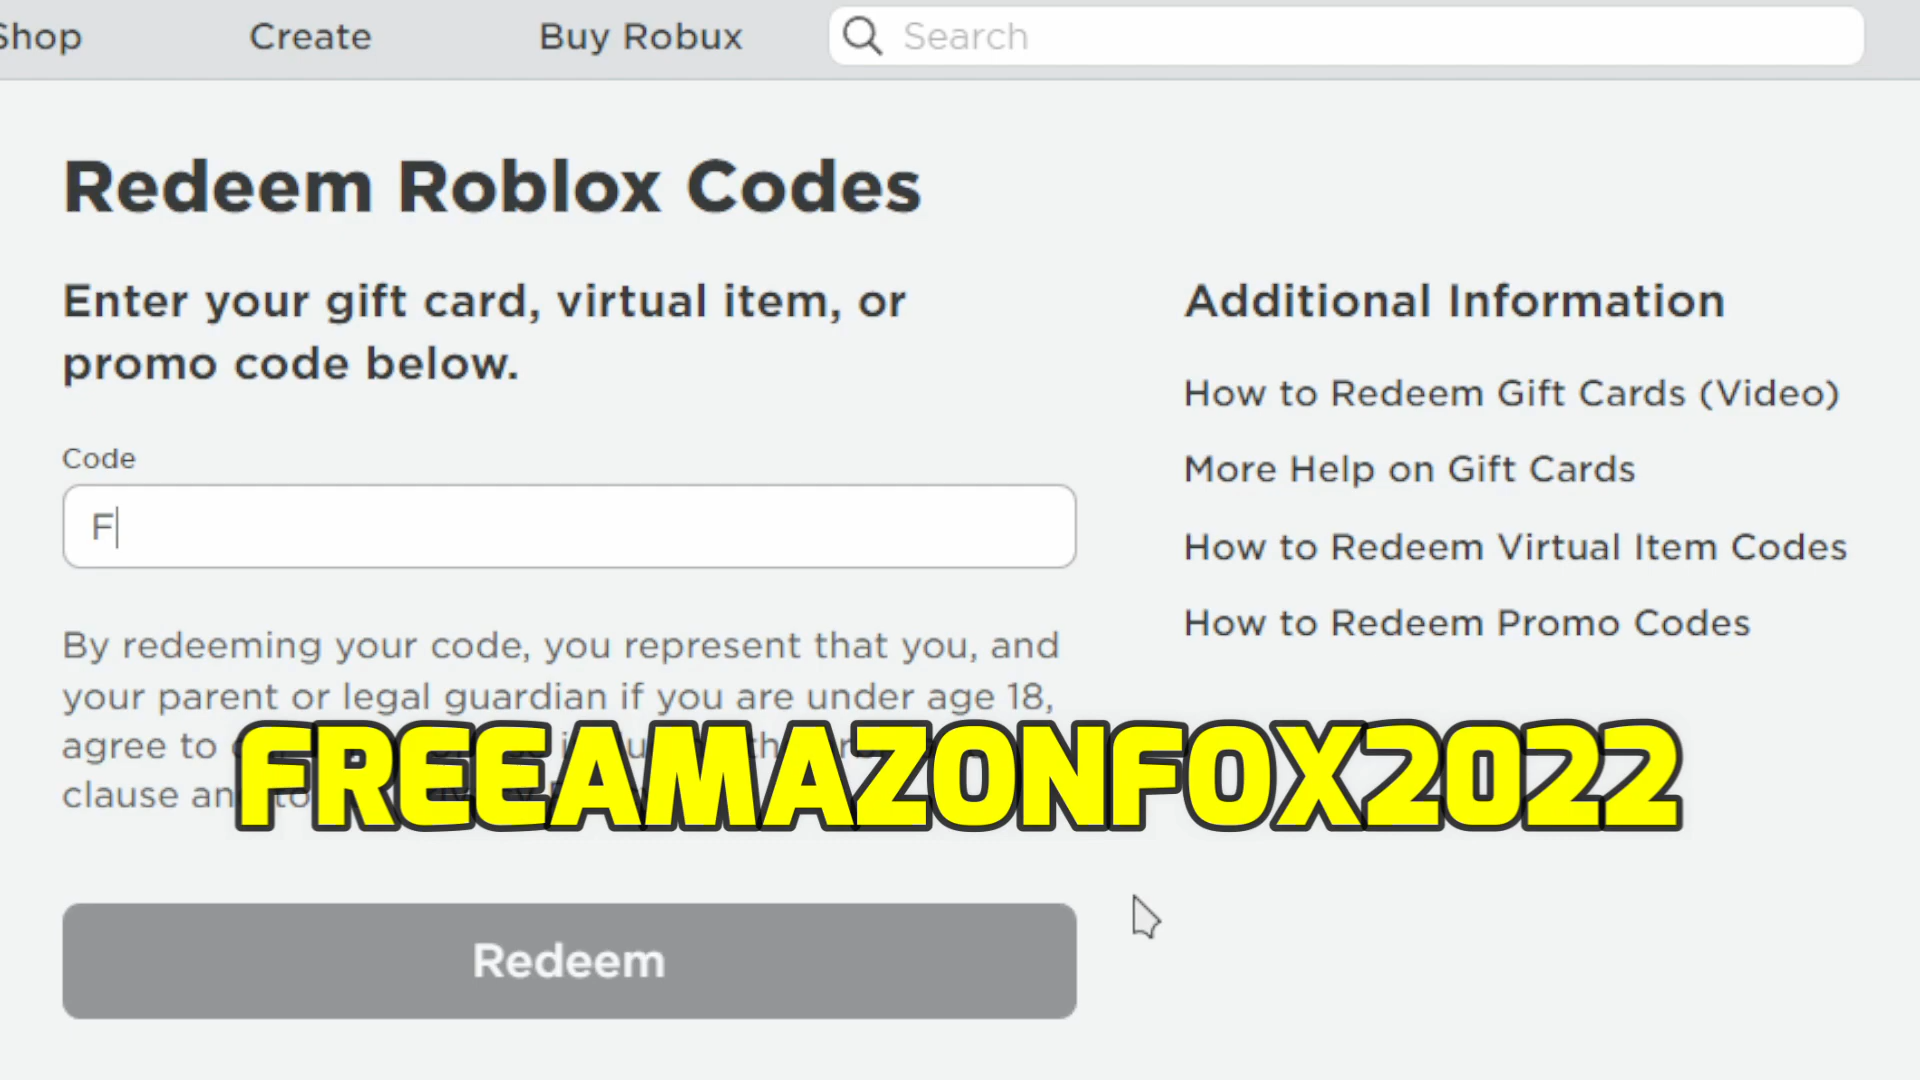 Shop Create Buy Robux Search
Redeem Roblox Codes
Enter your gift card, virtual item, or
promo code below.
Code
F
By redeeming your code, you represent that you, and
your parent or legal guardian if you are under age 18,
agree to
clause an
FREEAMAZONFOX2022
Redeem
Additional Information
How to Redeem Gift Cards (Video)
More Help on Gift Cards
How to Redeem Virtual Item Codes
How to Redeem Promo Codes